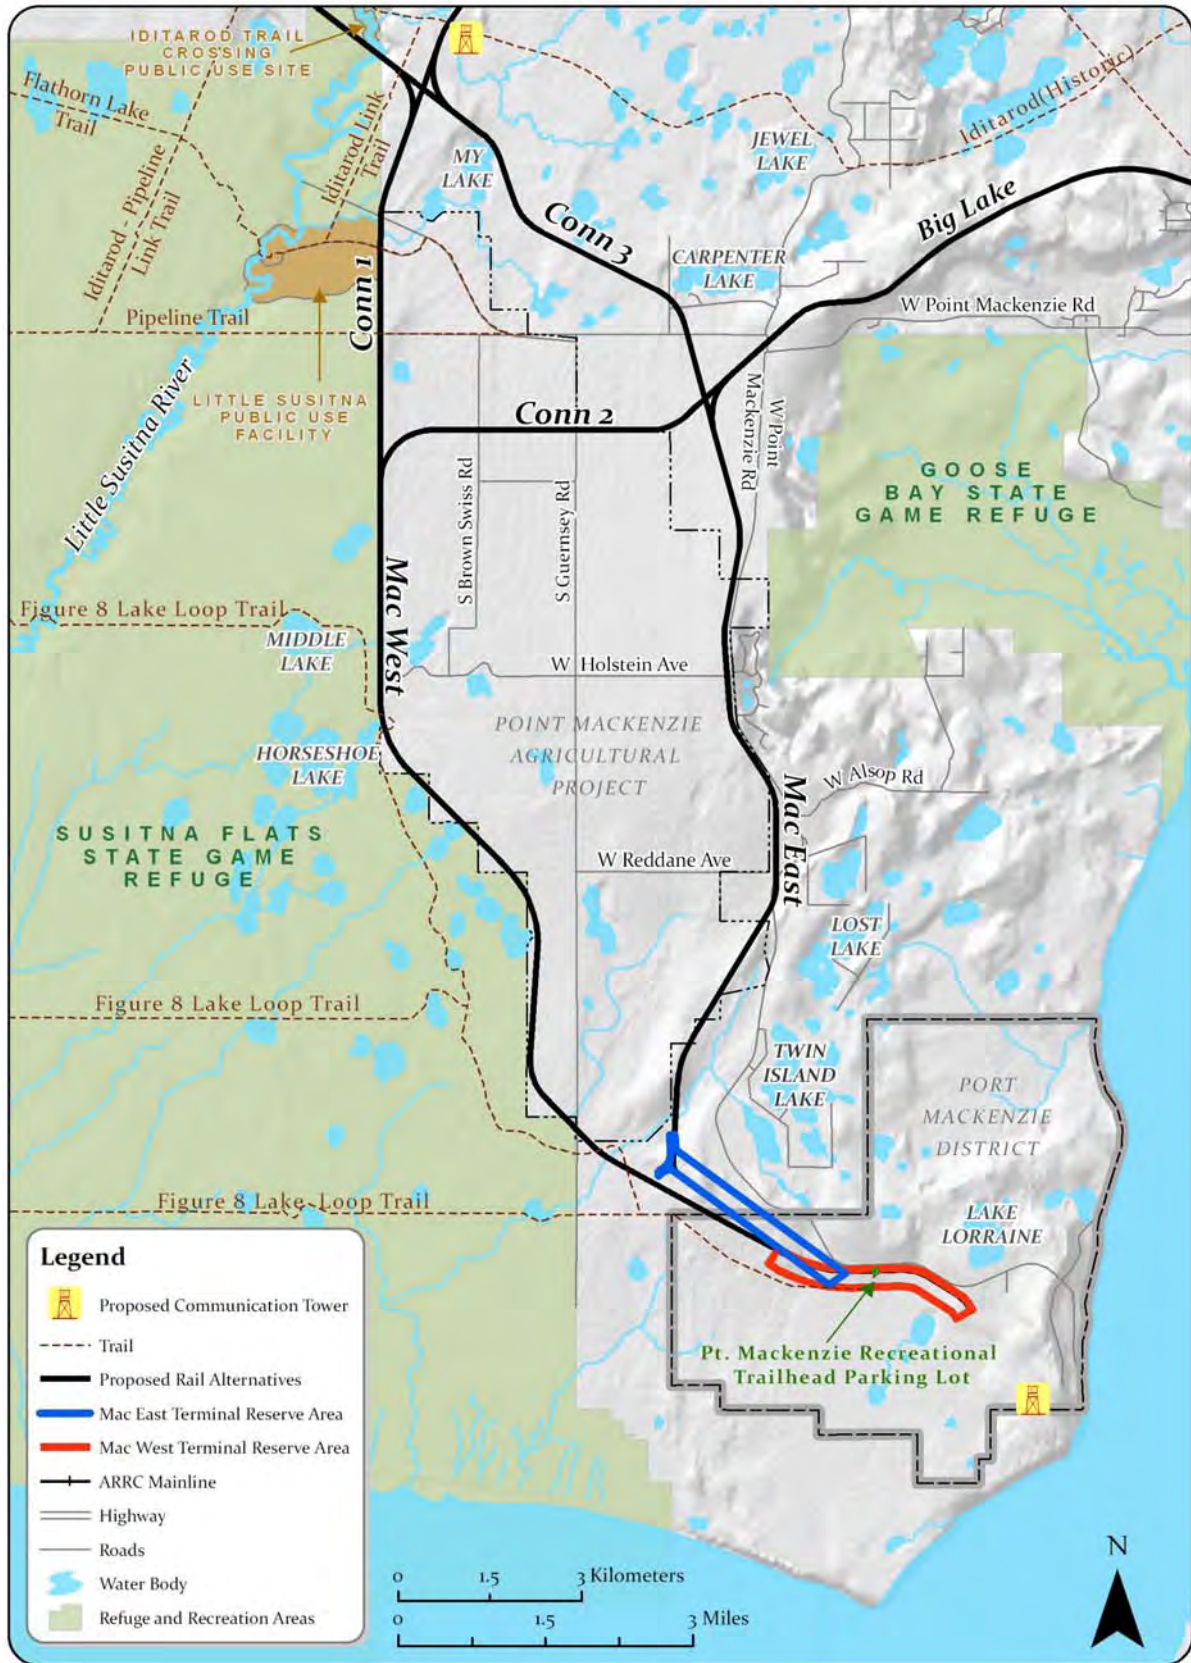 IDITAROD TRAIL
CROSSING
PUBLIC USE SITE
Flathorn Lake
Trail
Iditarod - Pipeline
Link Trail
Iditarod Link
Trail
MY
LAKE
JEWEL
LAKE
Iditarod(Historic)
Big Lake
Conn 3
CARPENTER
LAKE
Conn 1
Pipeline Trail
W Point Mackenzie Rd
Little Susitna River
LITTLE SUSITNA
PUBLIC USE
FACILITY
Conn 2
W Point
Mackenzie Rd
GOOSE
BAY STATE
GAME REFUGE
S Brown Swiss Rd
S Guernsey Rd
Mac West
Figure 8 Lake Loop Trail
MIDDLE
LAKE
W Holstein Ave
POINT MACKENZIE
AGRICULTURAL
PROJECT
HORSESHOE
LAKE
W Alsop Rd
Mac East
SUSITNA FLATS
STATE GAME
REFUGE
W Reddane Ave
LOST
LAKE
Figure 8 Lake Loop Trail
TWIN
ISLAND
LAKE
PORT
MACKENZIE
DISTRICT
Figure 8 Lake Loop Trail
LAKE
LORRAINE
Pt. Mackenzie Recreational
Trailhead Parking Lot
Legend
Proposed Communication Tower
Trail
Proposed Rail Alternatives
Mac East Terminal Reserve Area
Mac West Terminal Reserve Area
ARRC Mainline
Highway
Roads
Water Body
Refuge and Recreation Areas
0 1.5 3 Kilometers
0 1.5 3 Miles
N